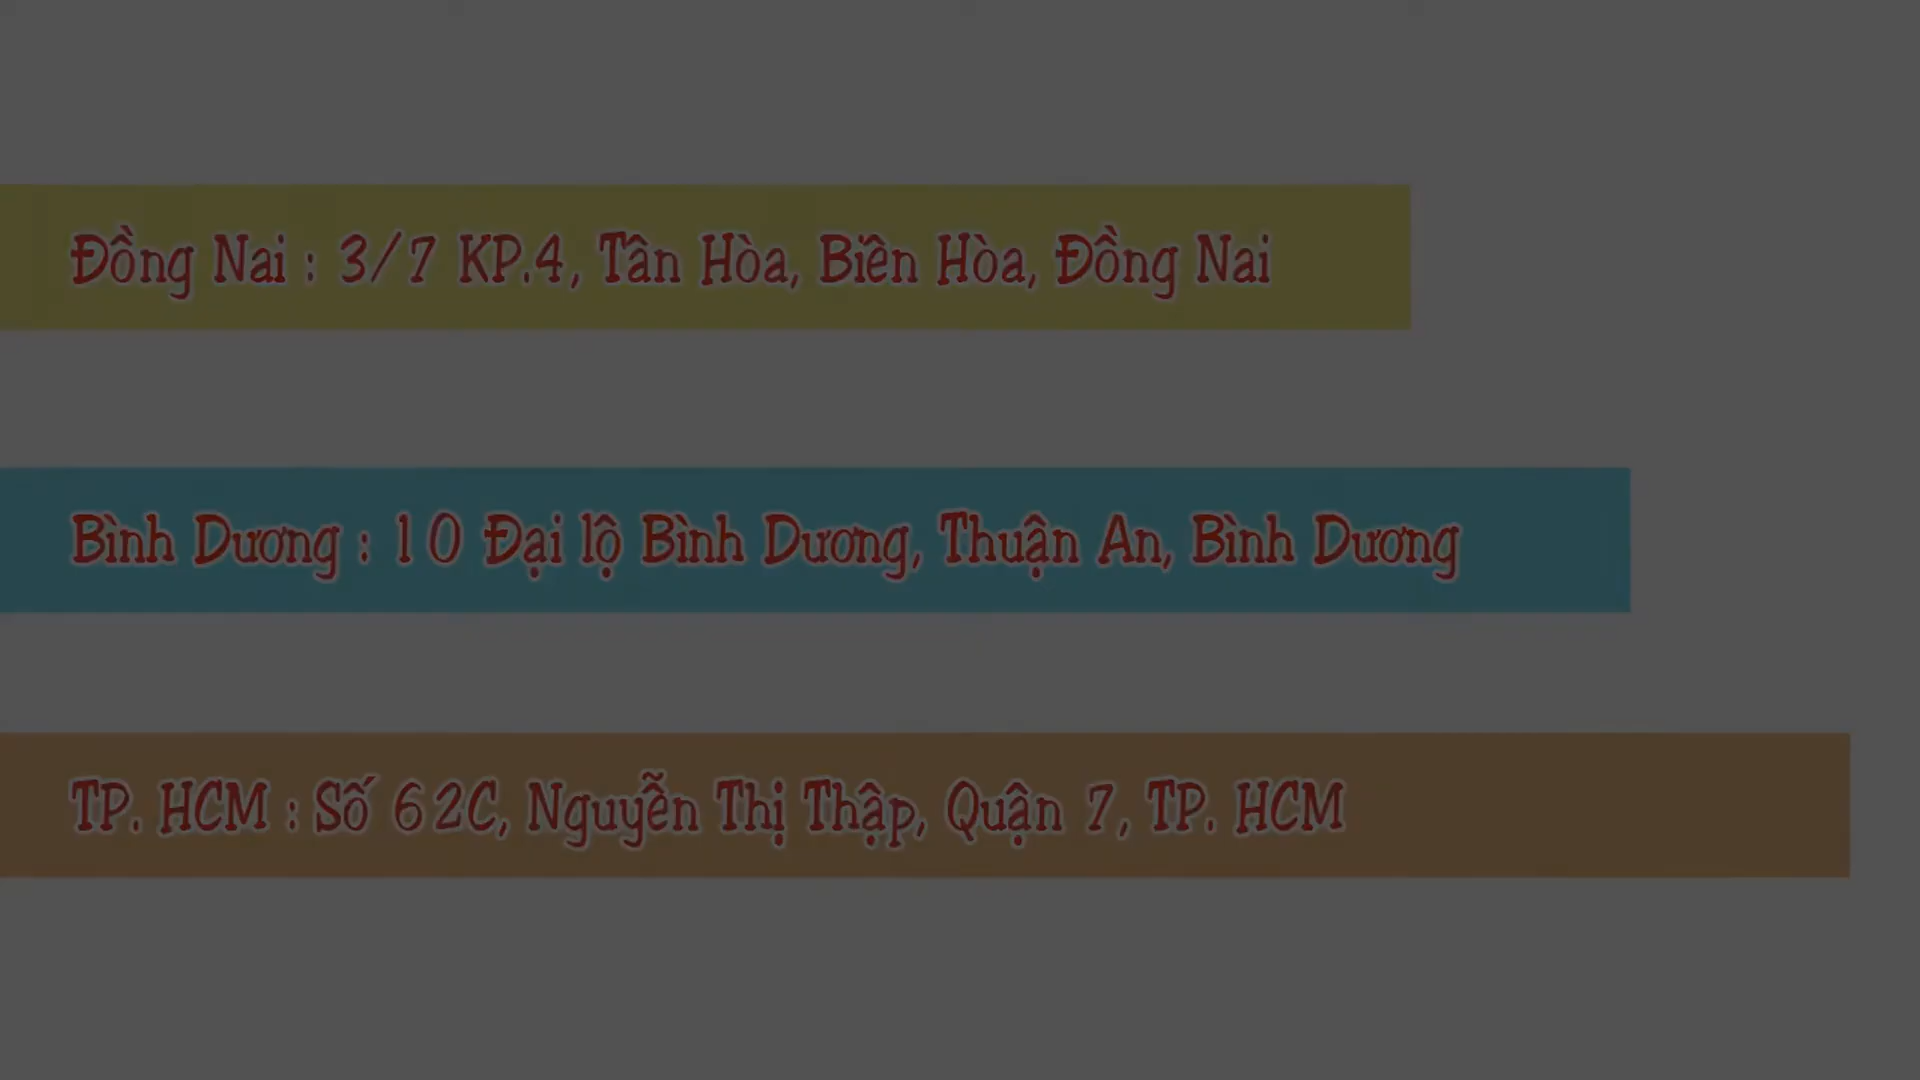 Đồng Nai : 3/7 KP.4, Tân Hòa, Biên Hòa, Đồng Nai
Bình Dương : 10 Đại lộ Bình Dương, Thuận An, Bình Dương
TP. HCM : Số 62C, Nguyễn Thị Thập, Quận 7, TP. HCM